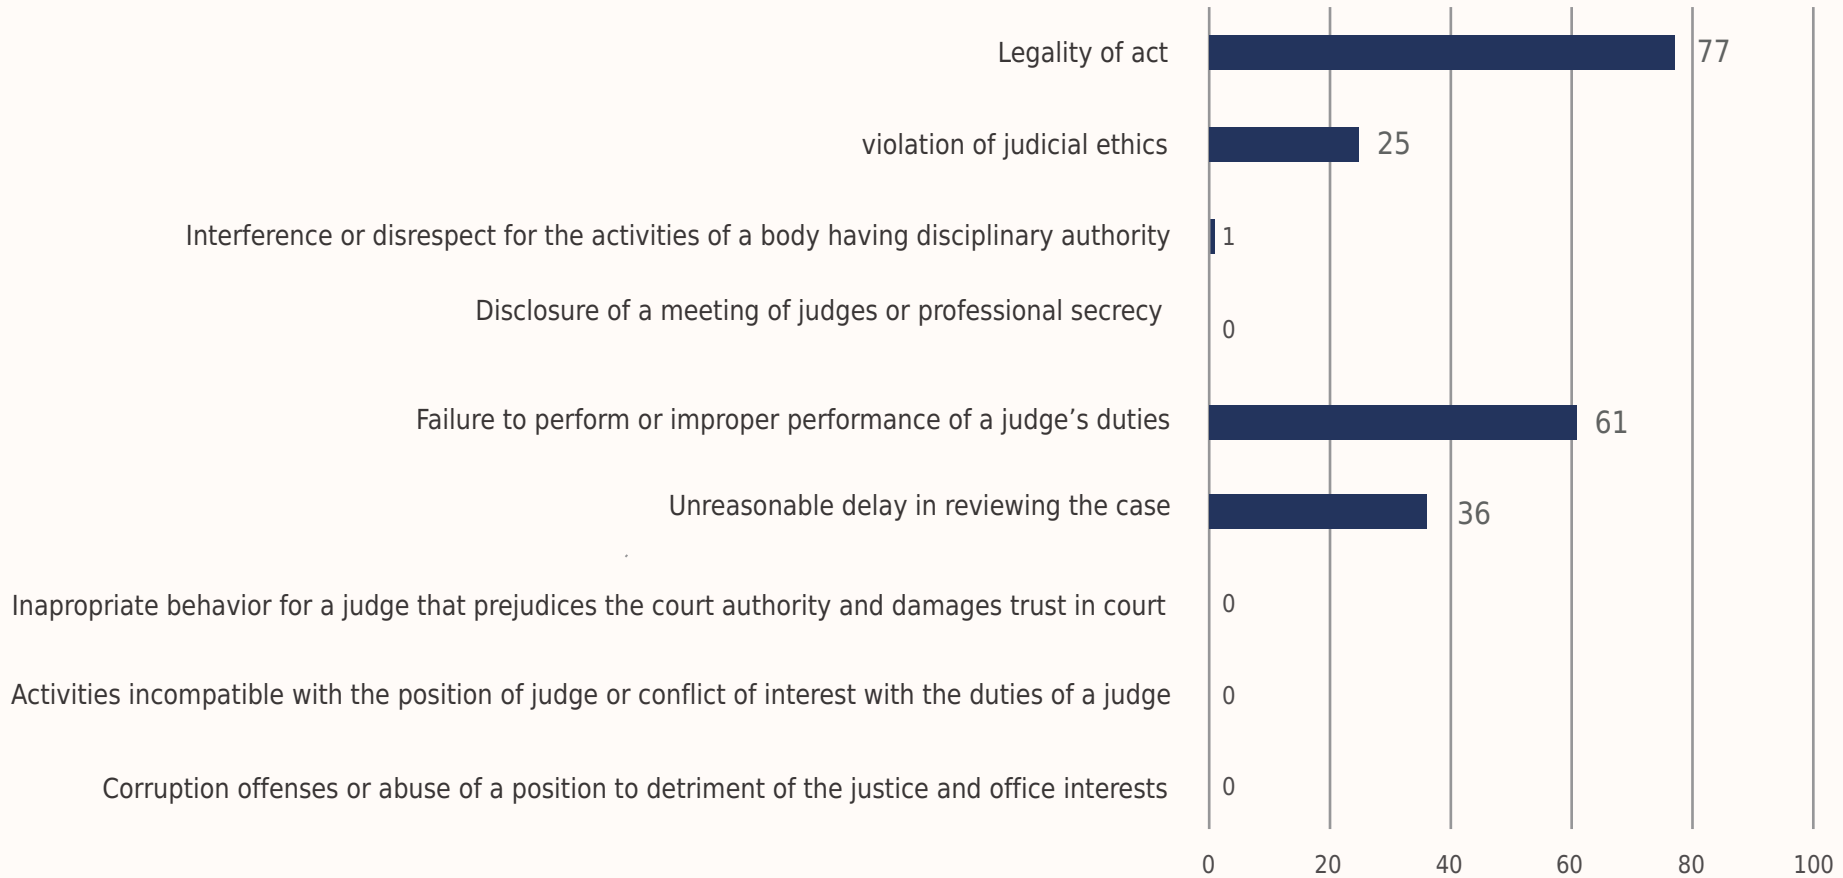 Legality of act 77
violation of judicial ethics 25
Interference or disrespect for the activities of a body having disciplinary authority 1
Disclosure of a meeting of judges or professional secrecy 0
Failure to perform or improper performance of a judge’s duties 61
Unreasonable delay in reviewing the case 36
Inapropriate behavior for a judge that prejudices the court authority and damages trust in court 0
Activities incompatible with the position of judge or conflict of interest with the duties of a judge 0
Corruption offenses or abuse of a position to detriment of the justice and office interests 0
0 20 40 60 80 100